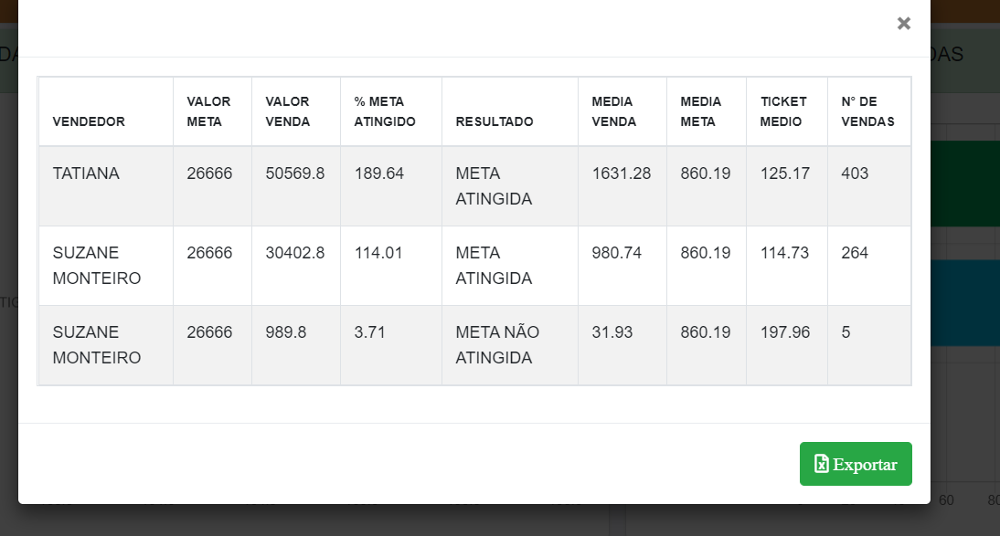 ×
DAS
VENDEDOR VALOR META VALOR VENDA % META ATINGIDO RESULTADO MEDIA VENDA MEDIA META TICKET MEDIO N° DE VENDAS
TATIANA 26666 50569.8 189.64 META ATINGIDA 1631.28 860.19 125.17 403
SUZANE MONTEIRO 26666 30402.8 114.01 META ATINGIDA 980.74 860.19 114.73 264
SUZANE MONTEIRO 26666 989.8 3.71 META NÃO ATINGIDA 31.93 860.19 197.96 5
Exportar
60